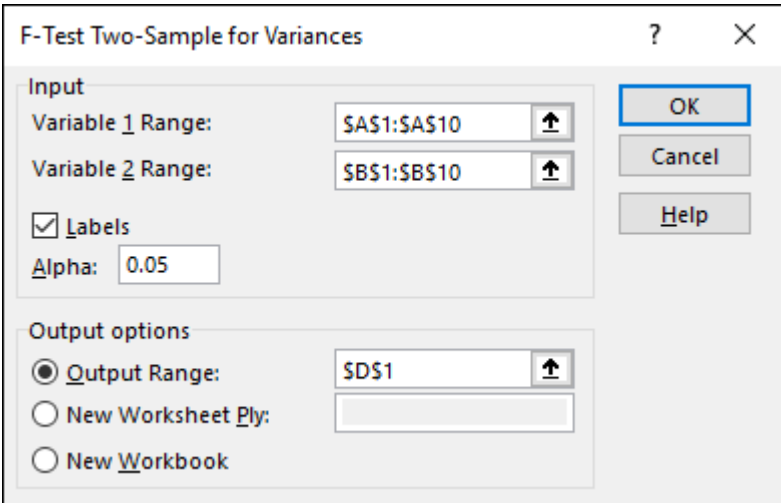 F-Test Two-Sample for Variances ? ×
Input
Variable 1 Range: $A$1:$A$10
Variable 2 Range: $B$1:$B$10
Labels
Alpha: 0.05
OK
Cancel
Help
Output options
Output Range: $D$1
New Worksheet Ply:
New Workbook